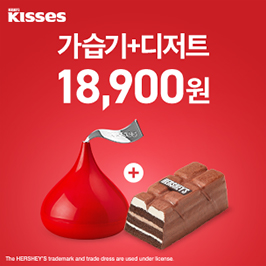 HERSHEY'S
KISSES
가습기+디저트
18,900원
+
HERSHEY'S
The HERSHEY'S trademark and trade dress are used under license.